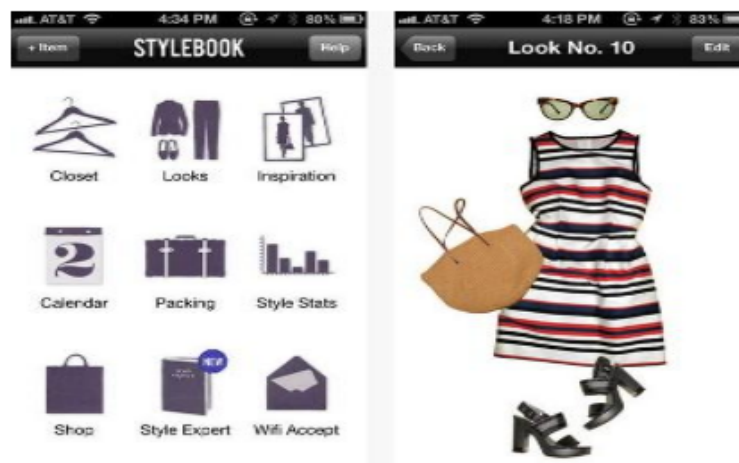 AT&T 4:34 PM 80%
+ Item STYLEBOOK Help
Closet Looks Inspiration
2
Calendar Packing Style Stats
NEW
Shop Style Expert Wifi Accept
AT&T 4:18 PM 83%
Back Look No. 10 Edit